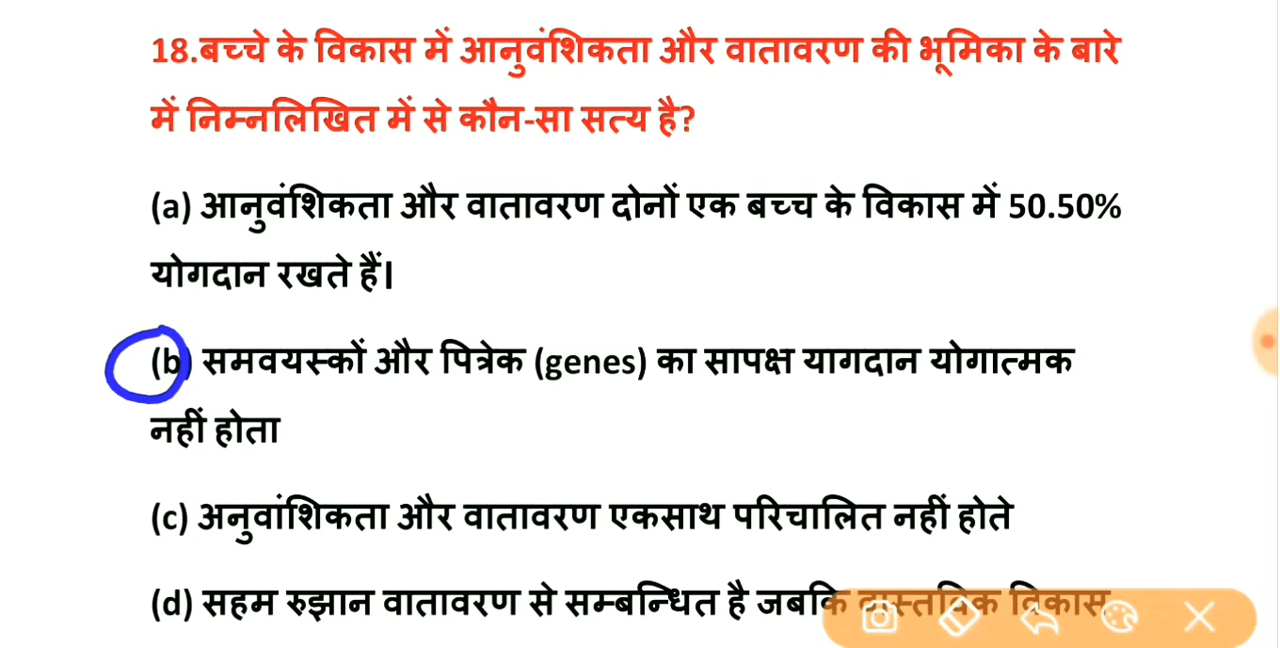 18.बच्चे के विकास में आनुवंशिकता और वातावरण की भूमिका के बारे
में निम्नलिखित में से कौन-सा सत्य है?
(a) आनुवंशिकता और वातावरण दोनों एक बच्च के विकास में 50.50%
योगदान रखते हैं।
(b) समवयस्कों और पित्रेक (genes) का सापक्ष यागदान योगात्मक
नहीं होता
(c) अनुवांशिकता और वातावरण एकसाथ परिचालित नहीं होते
(d) सहम रुझान वातावरण से सम्बन्धित है जबकि वास्तविक विकास